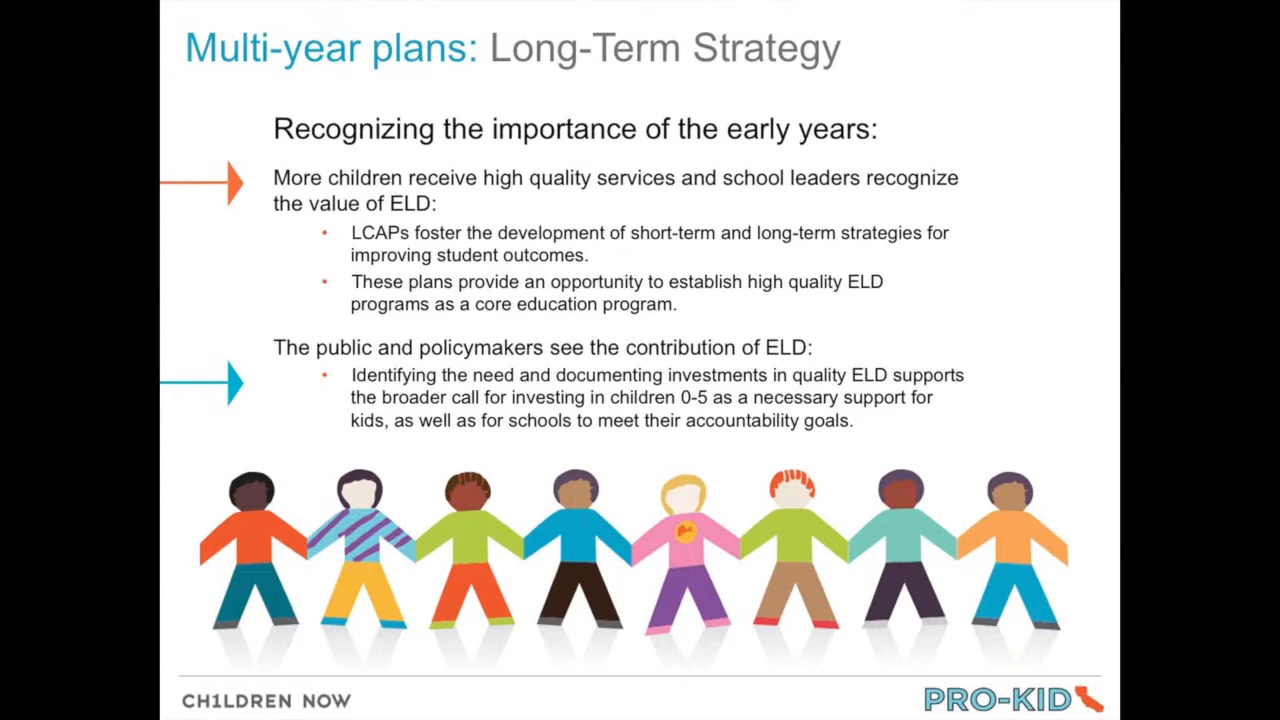 Multi-year plans: Long-Term Strategy
Recognizing the importance of the early years:
More children receive high quality services and school leaders recognize
the value of ELD:
• LCAPs foster the development of short-term and long-term strategies for
improving student outcomes.
• These plans provide an opportunity to establish high quality ELD
programs as a core education program.
The public and policymakers see the contribution of ELD:
• Identifying the need and documenting investments in quality ELD supports
the broader call for investing in children 0-5 as a necessary support for
kids, as well as for schools to meet their accountability goals.
CH1LDREN NOW
PRO-KID